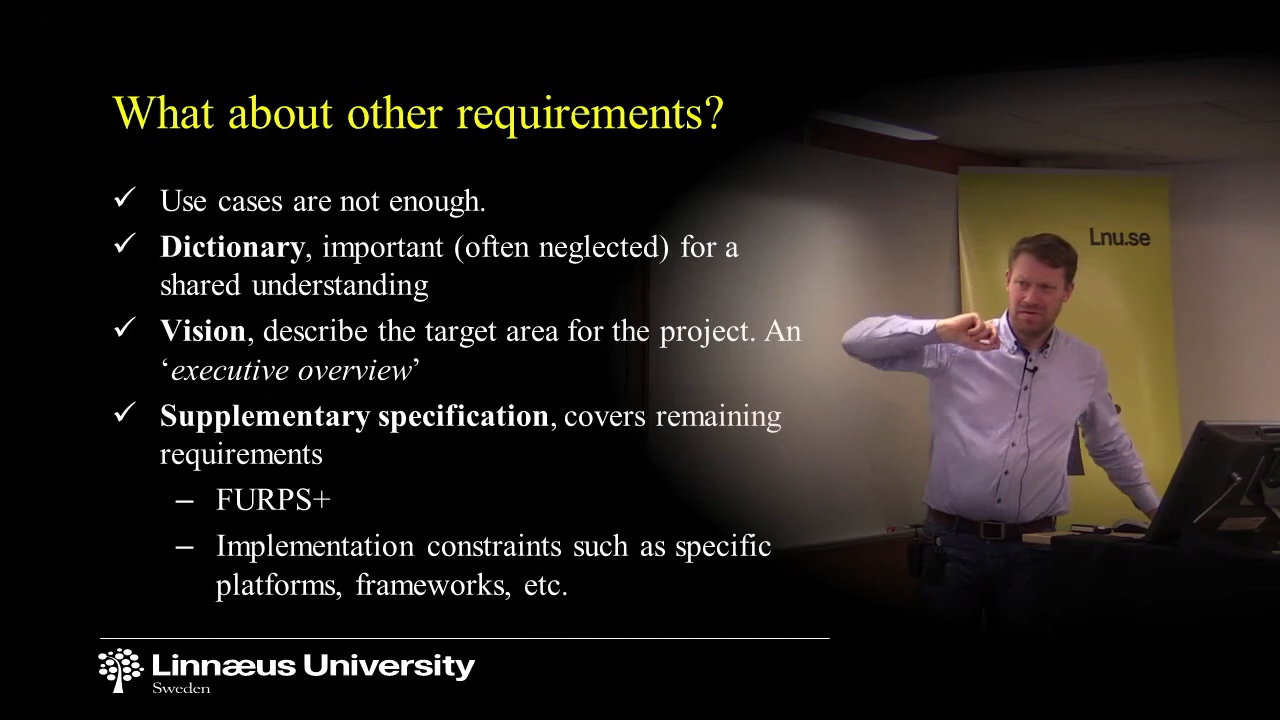 What about other requirements?
✓ Use cases are not enough.
✓ Dictionary, important (often neglected) for a
shared understanding
✓ Vision, describe the target area for the project. An
‘executive overview’
✓ Supplementary specification, covers remaining
requirements
– FURPS+
– Implementation constraints such as specific
platforms, frameworks, etc.
Lnu.se
Linnæus University
Sweden